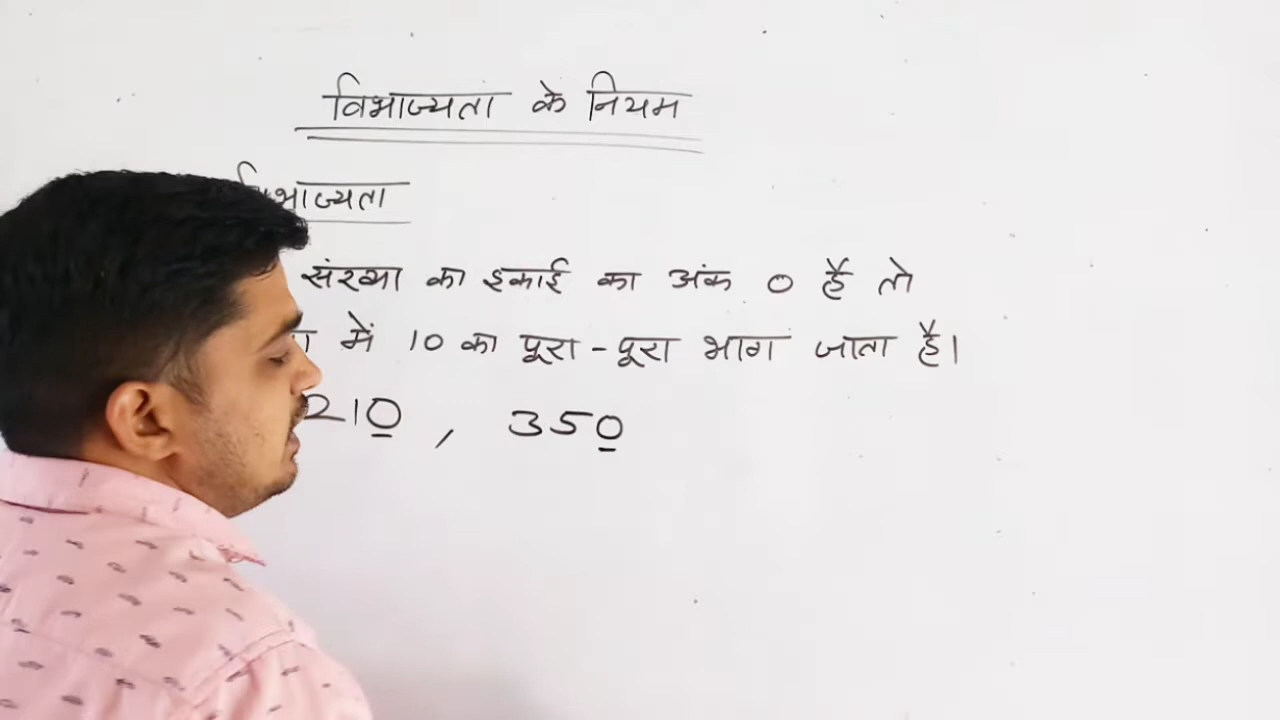 विभाज्यता के नियम
विभाज्यता
संख्या का इकाई का अंक 0 है तो
में 10 का पूरा-पूरा भाग जाता है।
210 , 350